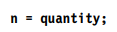 n = quantity;